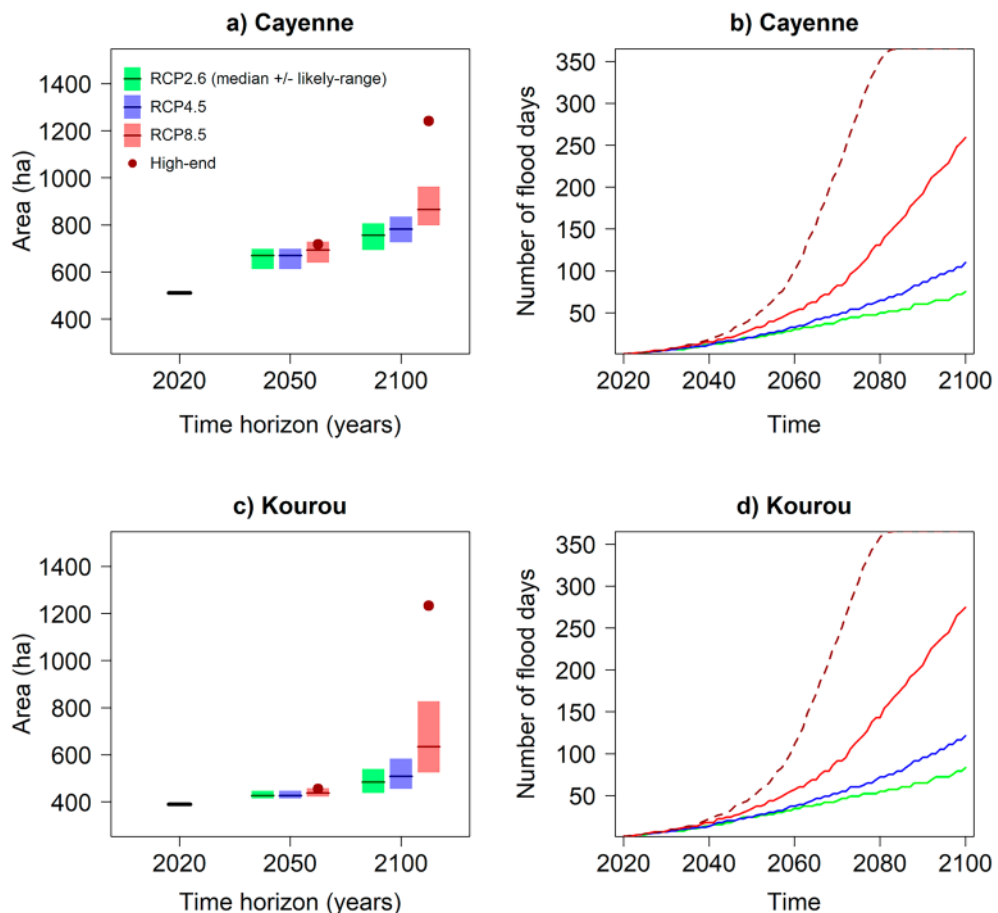 a) Cayenne
Area (ha)
1400
1200
1000
800
600
400
RCP2.6 (median +/- likely-range)
RCP4.5
RCP8.5
High-end
2020
2050
2100
Time horizon (years)
b) Cayenne
Number of flood days
350
300
250
200
150
100
50
2020
2040
2060
2080
2100
Time
c) Kourou
Area (ha)
1400
1200
1000
800
600
400
2020
2050
2100
Time horizon (years)
d) Kourou
Number of flood days
350
300
250
200
150
100
50
2020
2040
2060
2080
2100
Time